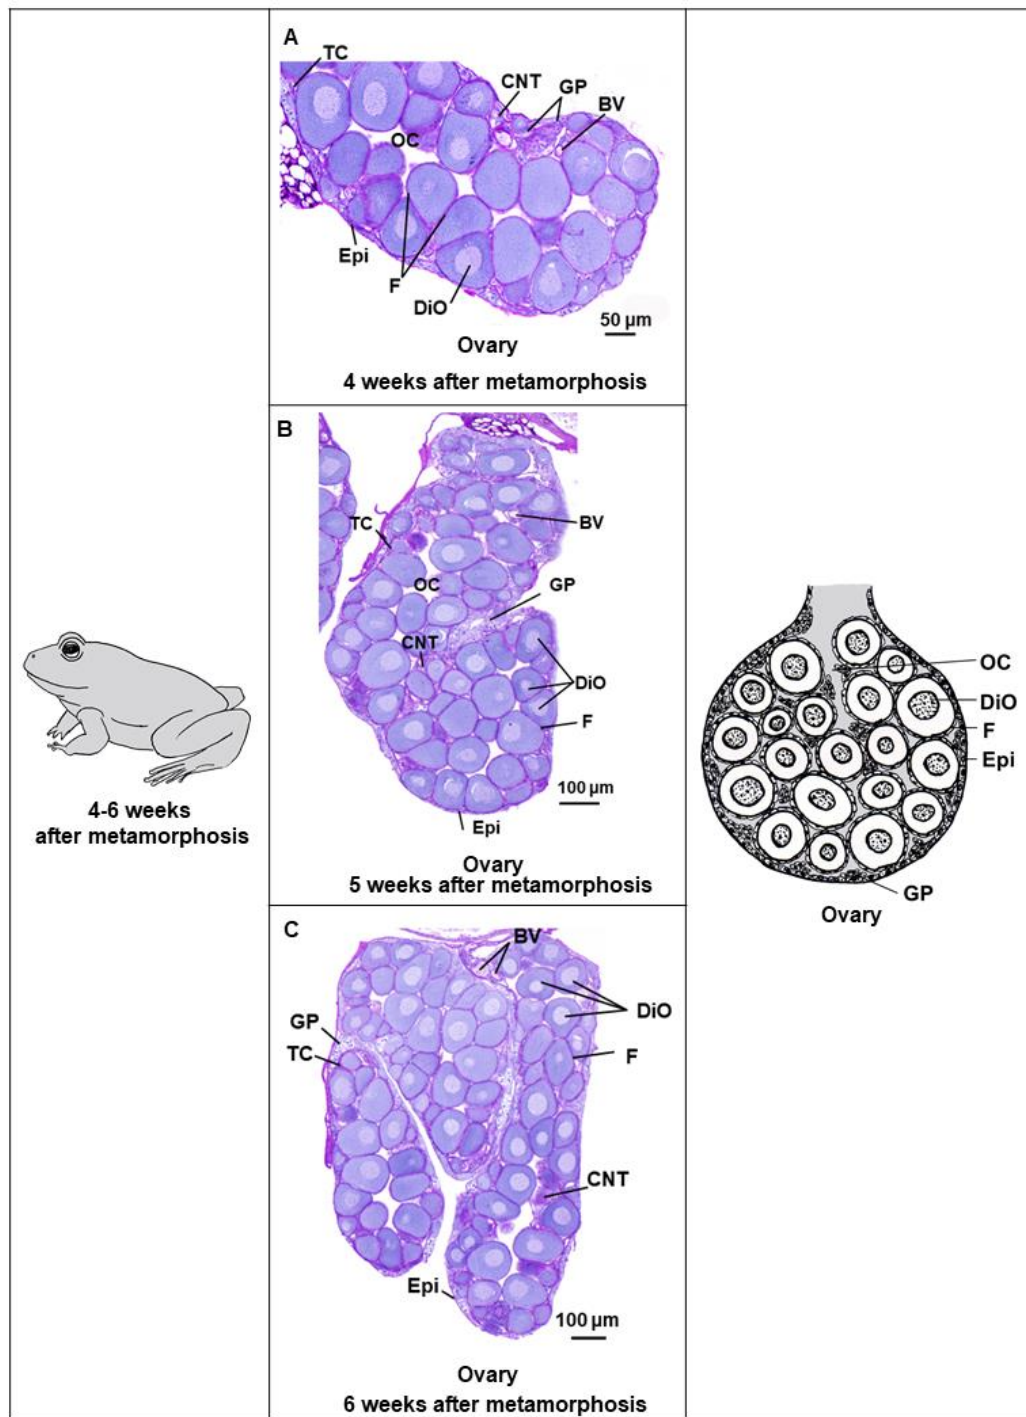 A
TC
CNT
GP
BV
OC
Epi
F
DiO
50 µm
Ovary
4 weeks after metamorphosis
B
BV
TC
OC
GP
CNT
DiO
F
100 µm
Epi
Ovary
5 weeks after metamorphosis
C
BV
DiO
GP
TC
F
CNT
Epi
100 µm
Ovary
6 weeks after metamorphosis
4-6 weeks
after metamorphosis
OC
DiO
F
Epi
GP
Ovary